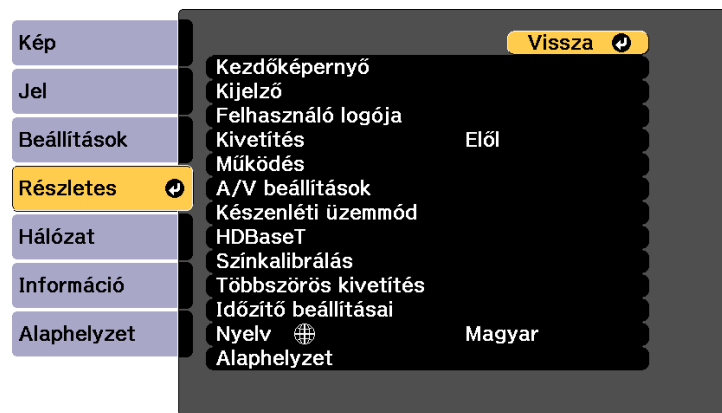 Kép
Jel
Beállítások
Részletes
Hálózat
Információ
Alaphelyzet
Vissza
Kezdőképernyő
Kijelző
Felhasználó logója
Kivetítés Elől
Működés
A/V beállítások
Készenléti üzemmód
HDBaseT
Színkalibrálás
Többszörös kivetítés
Időzítő beállításai
Nyelv Magyar
Alaphelyzet